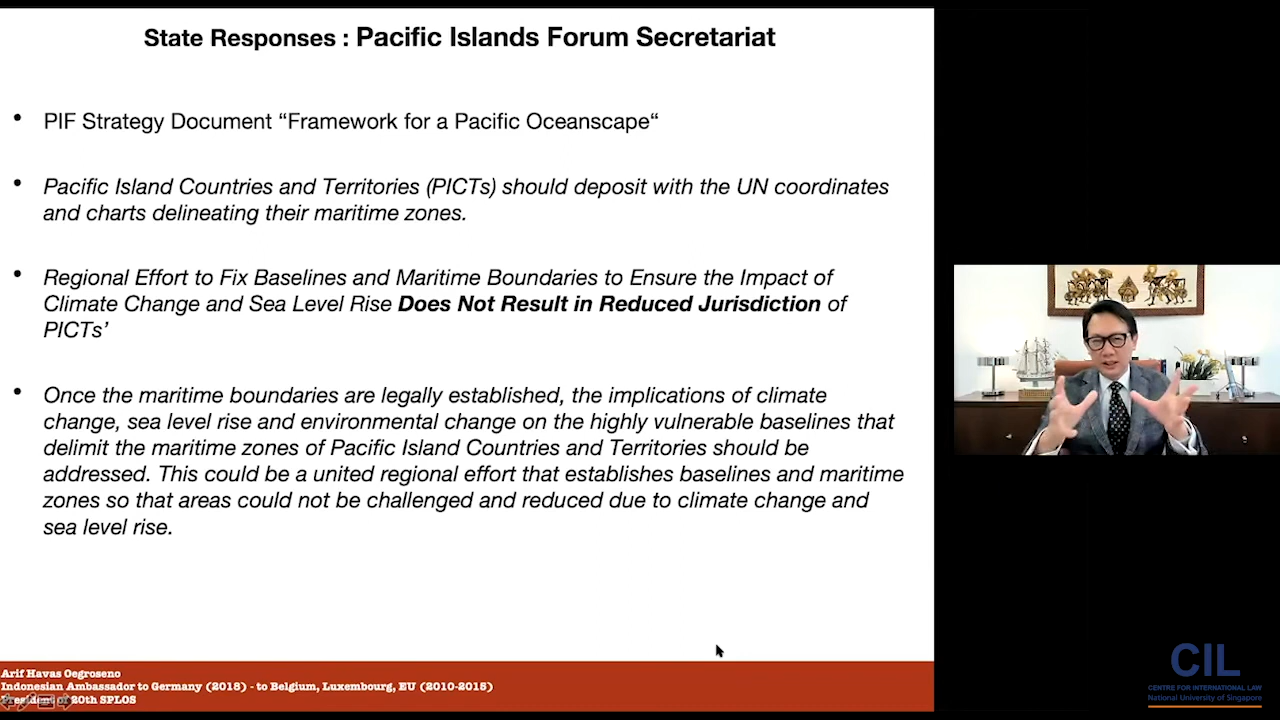 State Responses : Pacific Islands Forum Secretariat
• PIF Strategy Document “Framework for a Pacific Oceanscape“
• Pacific Island Countries and Territories (PICTs) should deposit with the UN coordinates
and charts delineating their maritime zones.
• Regional Effort to Fix Baselines and Maritime Boundaries to Ensure the Impact of
Climate Change and Sea Level Rise Does Not Result in Reduced Jurisdiction of
PICTs’
• Once the maritime boundaries are legally established, the implications of climate
change, sea level rise and environmental change on the highly vulnerable baselines that
delimit the maritime zones of Pacific Island Countries and Territories should be
addressed. This could be a united regional effort that establishes baselines and maritime
zones so that areas could not be challenged and reduced due to climate change and
sea level rise.
Arif Havas Oegroseno
Indonesian Ambassador to Germany (2018) - to Belgium, Luxembourg, EU (2010-2015)
President of 20th SPLOS
CIL
CENTRE FOR INTERNATIONAL LAW
National University of Singapore